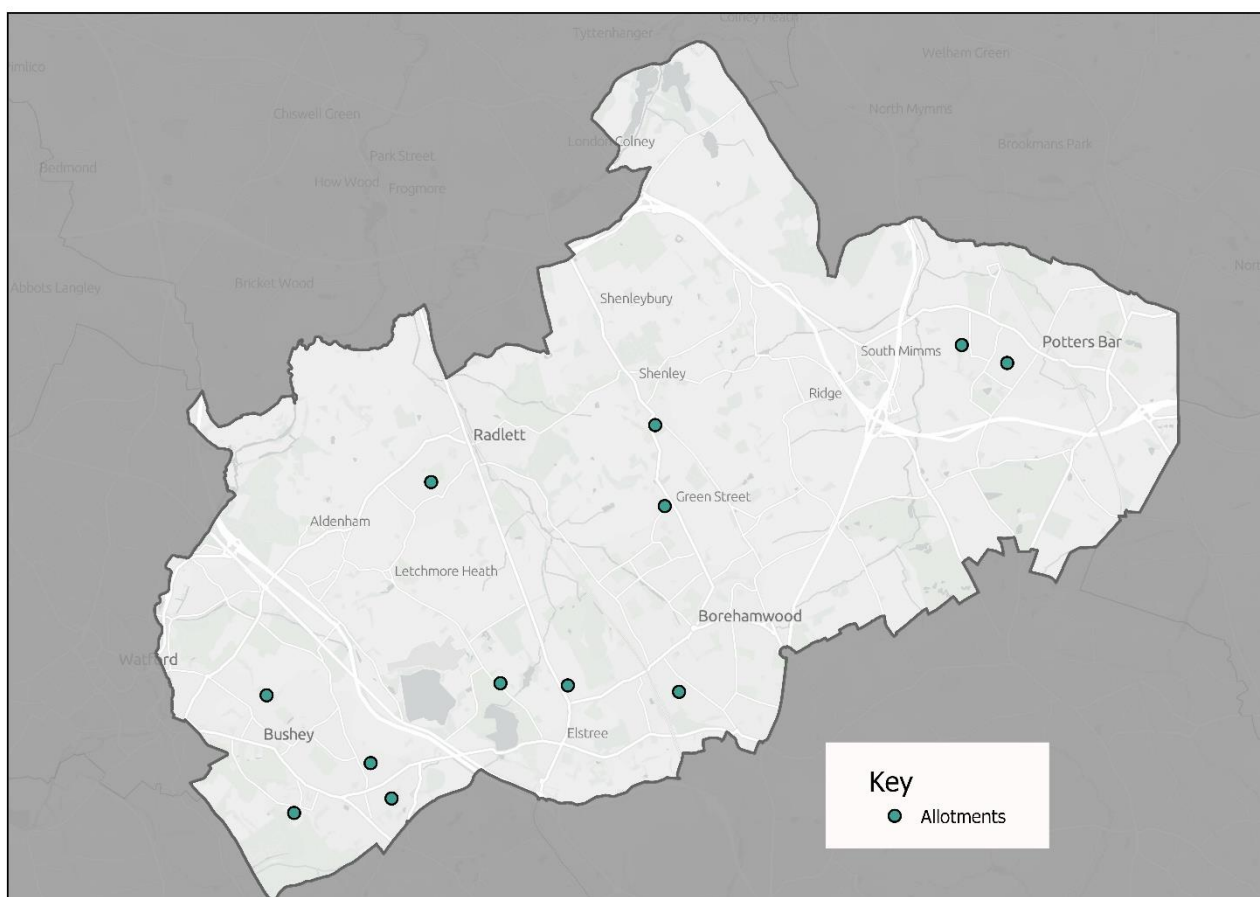 Colney Heath
Tyttenhanger
Welham Green
Chiswell Green
North Mymms
London Colney
Brookmans Park
Park Street
Bedmond
How Wood
Frogmore
Abbots Langley
Bricket Wood
Shenleybury
South Mimms
Potters Bar
Shenley
Ridge
Radlett
Green Street
Aldenham
Letchmore Heath
Borehamwood
Watford
Bushey
Elstree
Key
Allotments